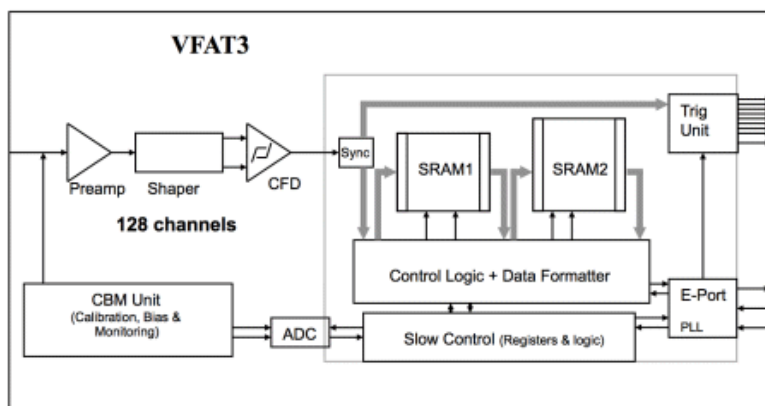 VFAT3
Trig
Unit
Sync
SRAM1
SRAM2
Preamp
Shaper
CFD
128 channels
Control Logic + Data Formatter
CBM Unit
(Calibration, Bias &
Monitoring)
ADC
E-Port
PLL
Slow Control (Registers & logic)